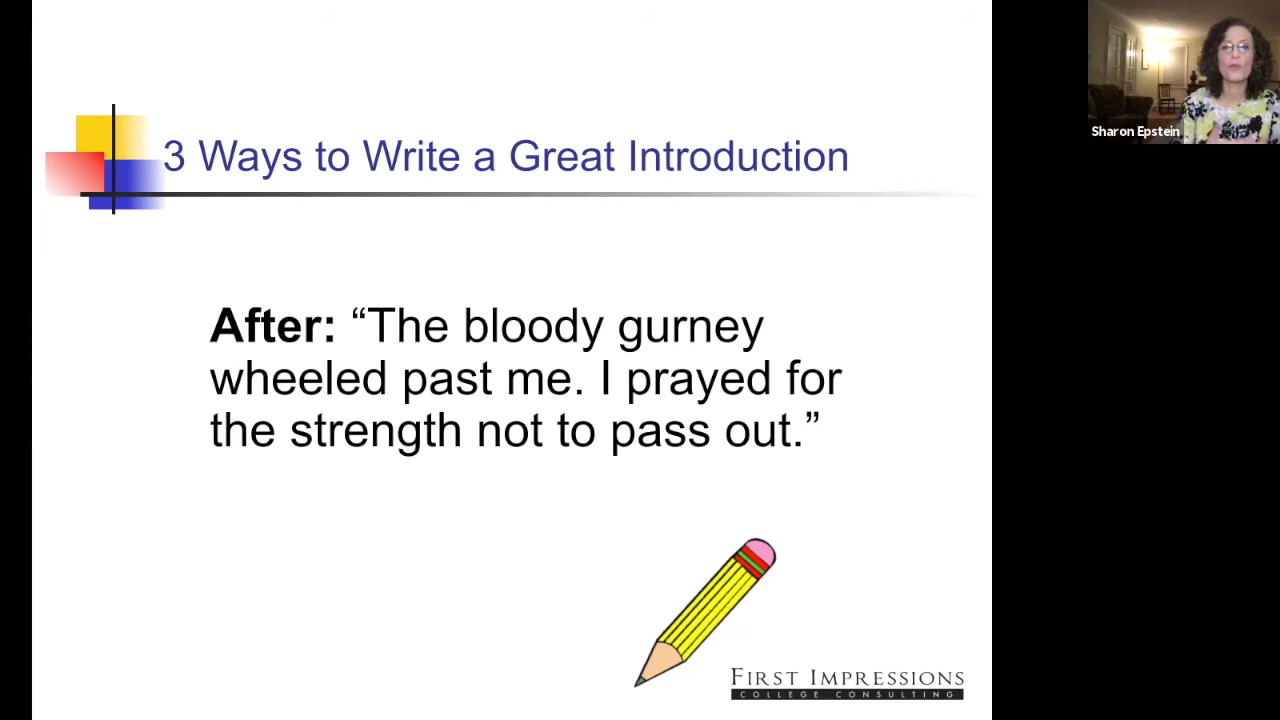 3 Ways to Write a Great Introduction
After: “The bloody gurney
wheeled past me. I prayed for
the strength not to pass out.”
FIRST IMPRESSIONS
COLLEGE CONSULTING
Sharon Epstein